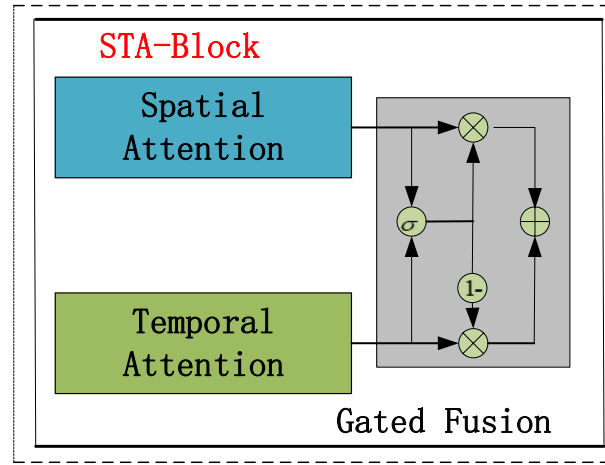 STA-Block
Spatial
Attention
σ
1-
Temporal
Attention
Gated Fusion